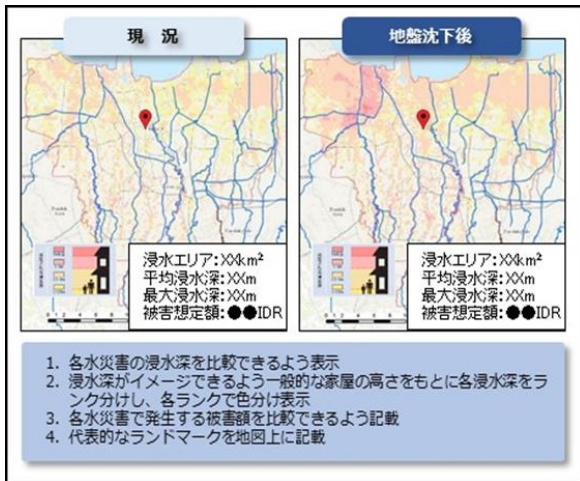 現 況
地盤沈下後
浸水エリア:XXkm²
平均浸水深:XXm
最大浸水深:XXm
被害想定額:●●IDR
浸水エリア:XXkm²
平均浸水深:XXm
最大浸水深:XXm
被害想定額:●●IDR
1. 各水災害の浸水深を比較できるよう表示
2. 浸水深がイメージできるよう一般的な家屋の高さをもとに各浸水深をラ
ンク分けし、各ランクで色分け表示
3. 各水災害で発生する被害額を比較できるよう記載
4. 代表的なランドマークを地図上に記載